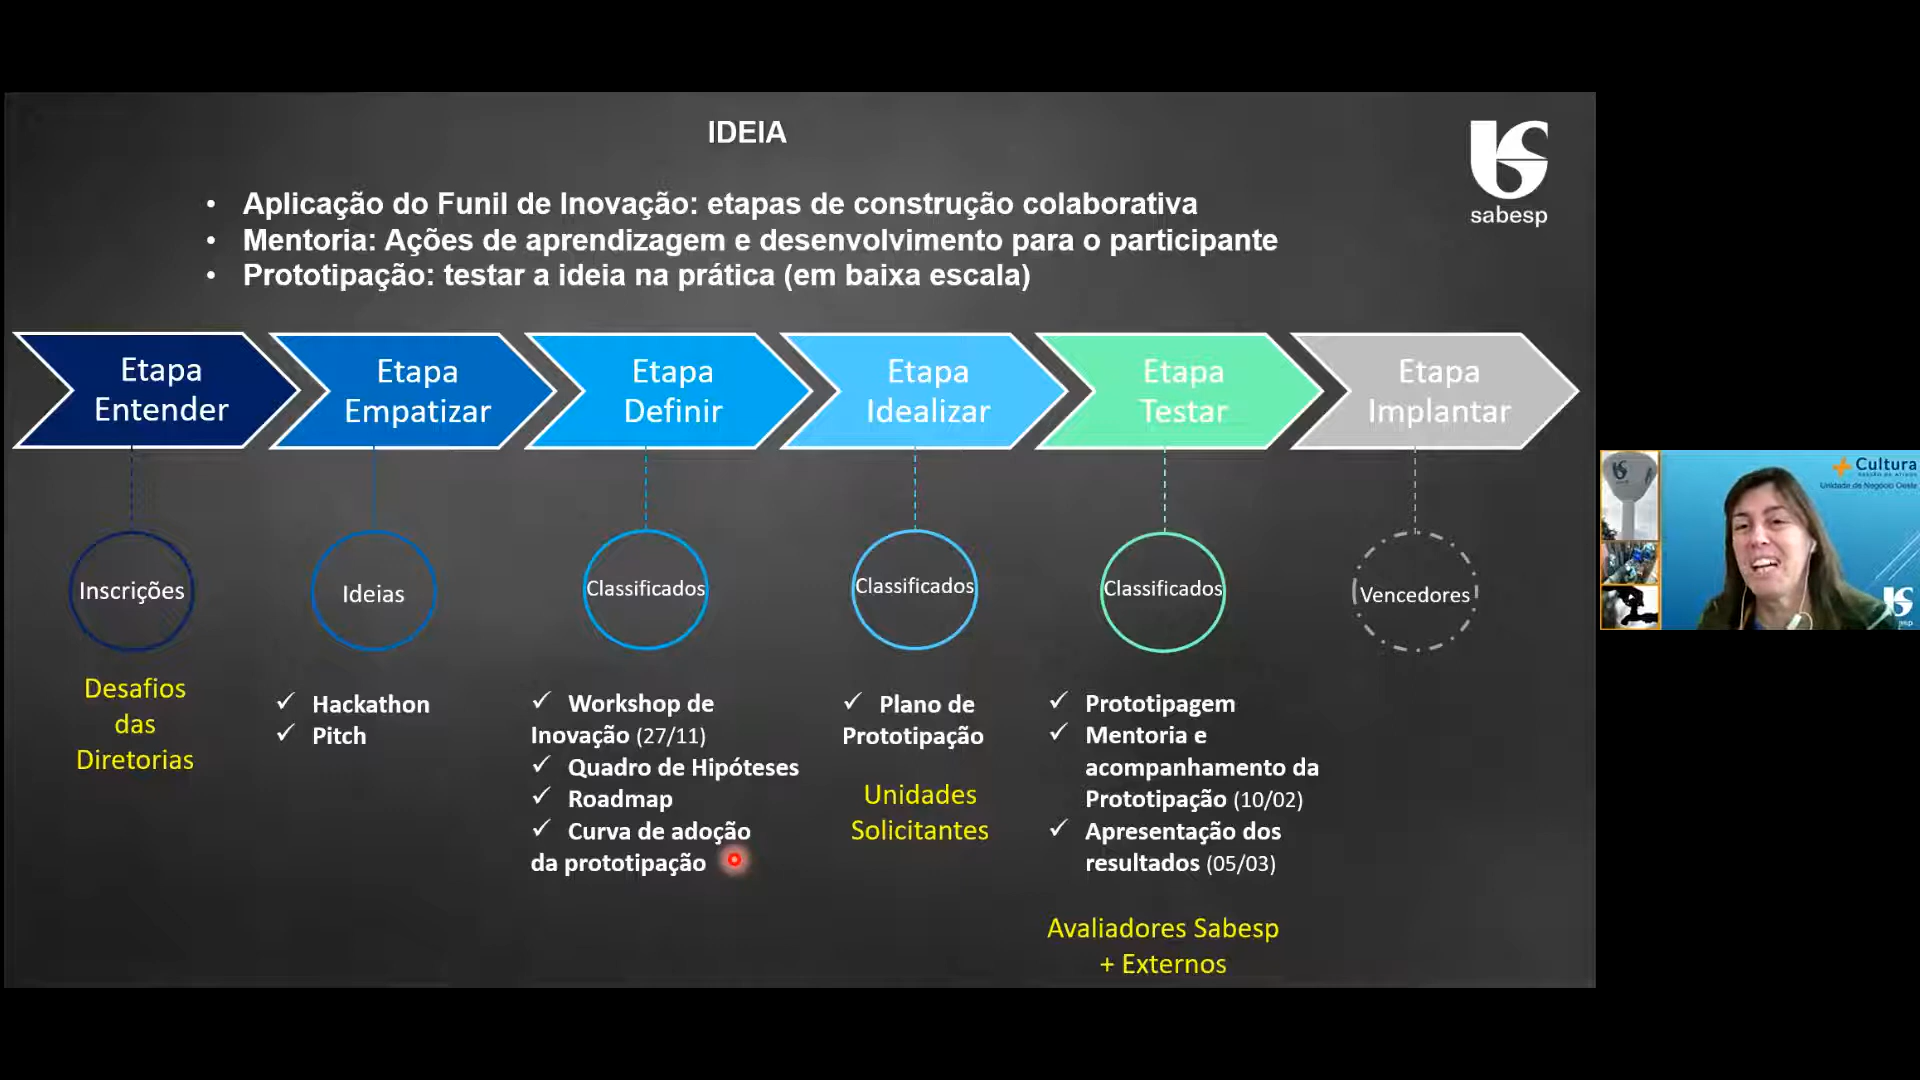 IDEIA
sabesp
• Aplicação do Funil de Inovação: etapas de construção colaborativa
• Mentoria: Ações de aprendizagem e desenvolvimento para o participante
• Prototipação: testar a ideia na prática (em baixa escala)
Etapa
Entender
Etapa
Empatizar
Etapa
Definir
Etapa
Idealizar
Etapa
Testar
Etapa
Implantar
Inscrições
Ideias
Classificados
Classificados
Classificados
Vencedores
Desafios
das
Diretorias
✓ Hackathon
✓ Pitch
✓ Workshop de
Inovação (27/11)
✓ Quadro de Hipóteses
✓ Roadmap
✓ Curva de adoção
da prototipação
✓ Plano de
Prototipação
Unidades
Solicitantes
✓ Prototipagem
✓ Mentoria e
acompanhamento da
Prototipação (10/02)
✓ Apresentação dos
resultados (05/03)
Avaliadores Sabesp
+ Externos
+ Cultura
Unidade de Negócio Oeste